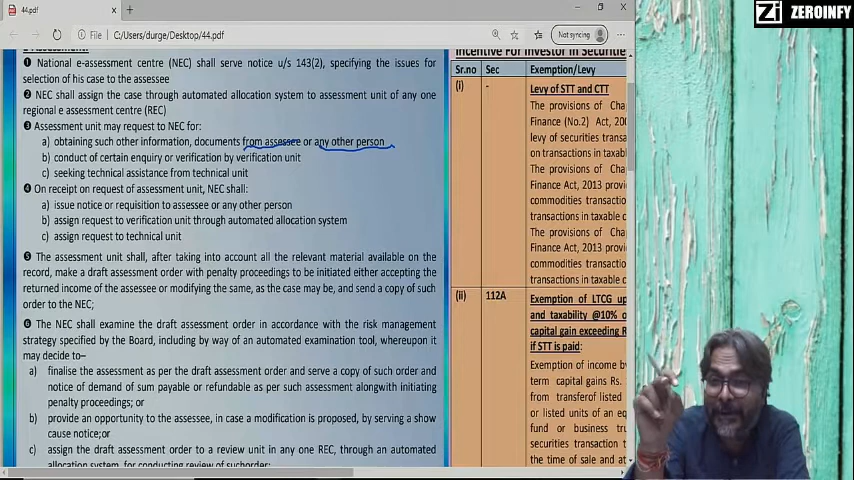 44.pdf
File
C:/Users/durge/Desktop/44.pdf
Not syncing
ZEROINFY
❶ National e-assessment centre (NEC) shall serve notice u/s 143(2), specifying the issues for
selection of his case to the assessee
❷ NEC shall assign the case through automated allocation system to assessment unit of any one
regional e assessment centre (REC)
❸ Assessment unit may request to NEC for:
a) obtaining such other information, documents from assesee or any other person
b) conduct of certain enquiry or verification by verification unit
c) seeking technical assistance from technical unit
❹ On receipt on request of assessment unit, NEC shall:
a) issue notice or requisition to assessee or any other person
b) assign request to verification unit through automated allocation system
c) assign request to technical unit
❺ The assessment unit shall, after taking into account all the relevant material available on the
record, make a draft assessment order with penalty proceedings to be initiated either accepting the
returned income of the assessee or modifying the same, as the case may be, and send a copy of such
order to the NEC;
❻ The NEC shall examine the draft assessment order in accordance with the risk management
strategy specified by the Board, including by way of an automated examination tool, whereupon it
may decide to–
a) finalise the assessment as per the draft assessment order and serve a copy of such order and
notice of demand of sum payable or refundable as per such assessment alongwith initiating
penalty proceedings; or
b) provide an opportunity to the assessee, in case a modification is proposed, by serving a show
cause notice;or
c) assign the draft assessment order to a review unit in any one REC, through an automated
allocation system, for conducting review of suchorder;
Incentive For Investor in Securitie
Sr.no Sec Exemption/Levy
(i) - Levy of STT and CTT
The provisions of Cha
Finance (No.2) Act, 200
levy of securities transa
on transactions in taxabl
The provisions of Cha
Finance Act, 2013 provi
commodities transactio
transactions in taxable c
The provisions of Cha
Finance Act, 2013 provi
commodities transactio
transactions in taxable c
(ii) 112A Exemption of LTCG up
and taxability @10% o
capital gain exceeding R
if STT is paid:
Exemption of income by
term capital gains Rs.
from transferof listed
or listed units of an eq
fund or business tru
securities transaction t
the time of sale and at